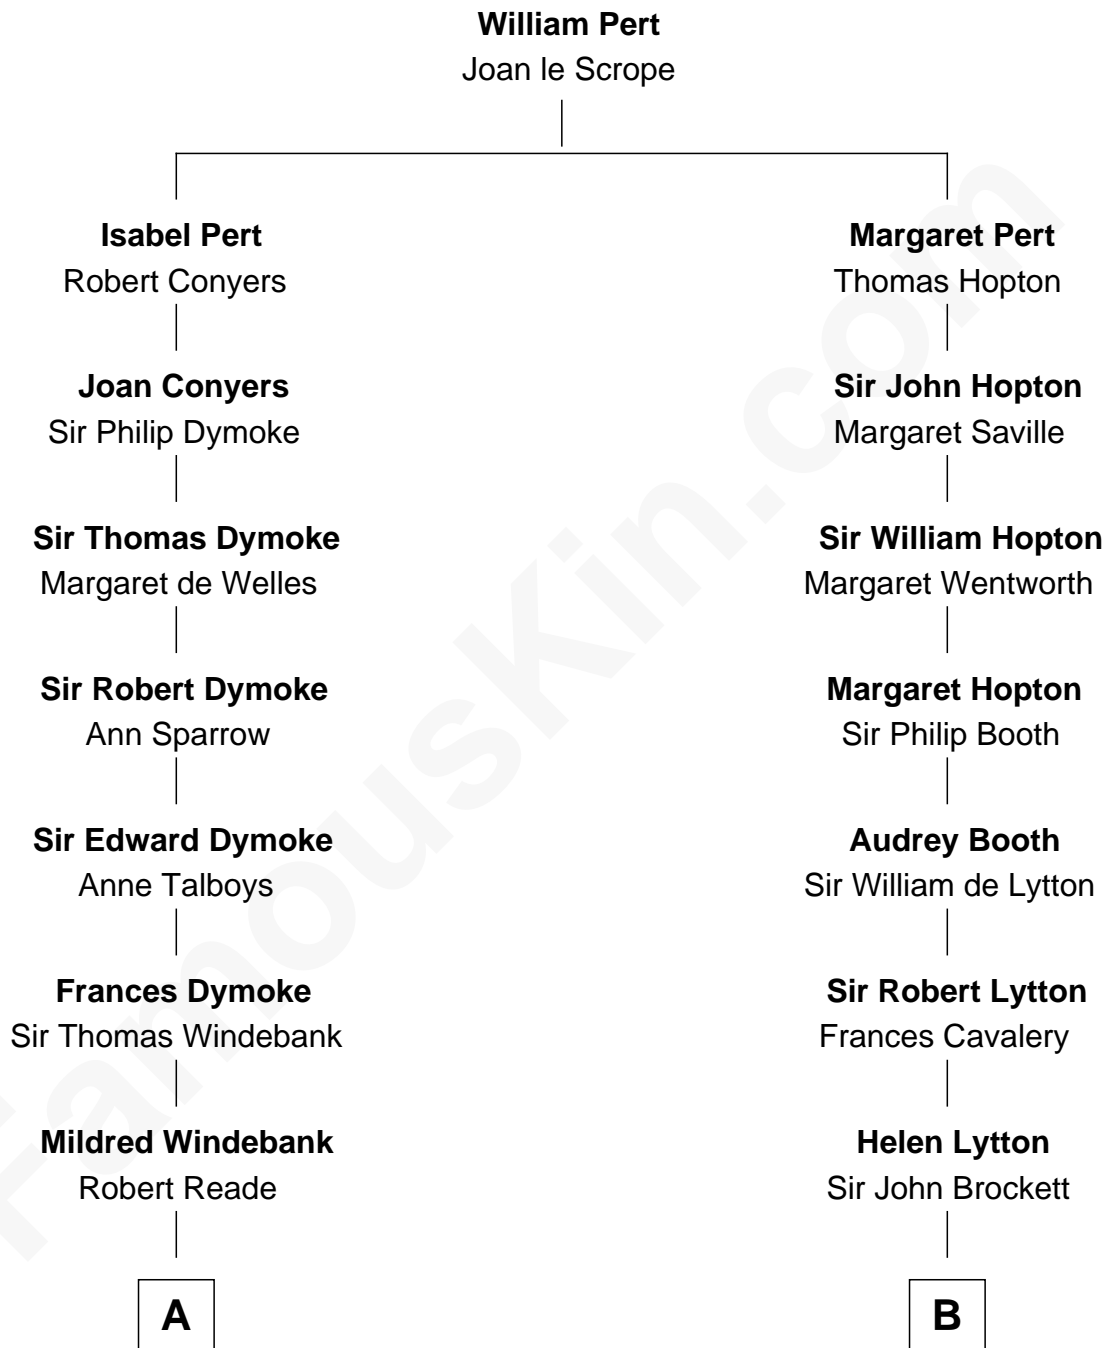 William Pert
Joan le Scrope
Isabel Pert
Robert Conyers
Margaret Pert
Thomas Hopton
Joan Conyers
Sir Philip Dymoke
Sir John Hopton
Margaret Saville
Sir Thomas Dymoke
Margaret de Welles
Sir William Hopton
Margaret Wentworth
Sir Robert Dymoke
Ann Sparrow
Margaret Hopton
Sir Philip Booth
Sir Edward Dymoke
Anne Talboys
Audrey Booth
Sir William de Lytton
Frances Dymoke
Sir Thomas Windebank
Sir Robert Lytton
Frances Cavalery
Mildred Windebank
Robert Reade
Helen Lytton
Sir John Brockett
A
B
FamousKin.com